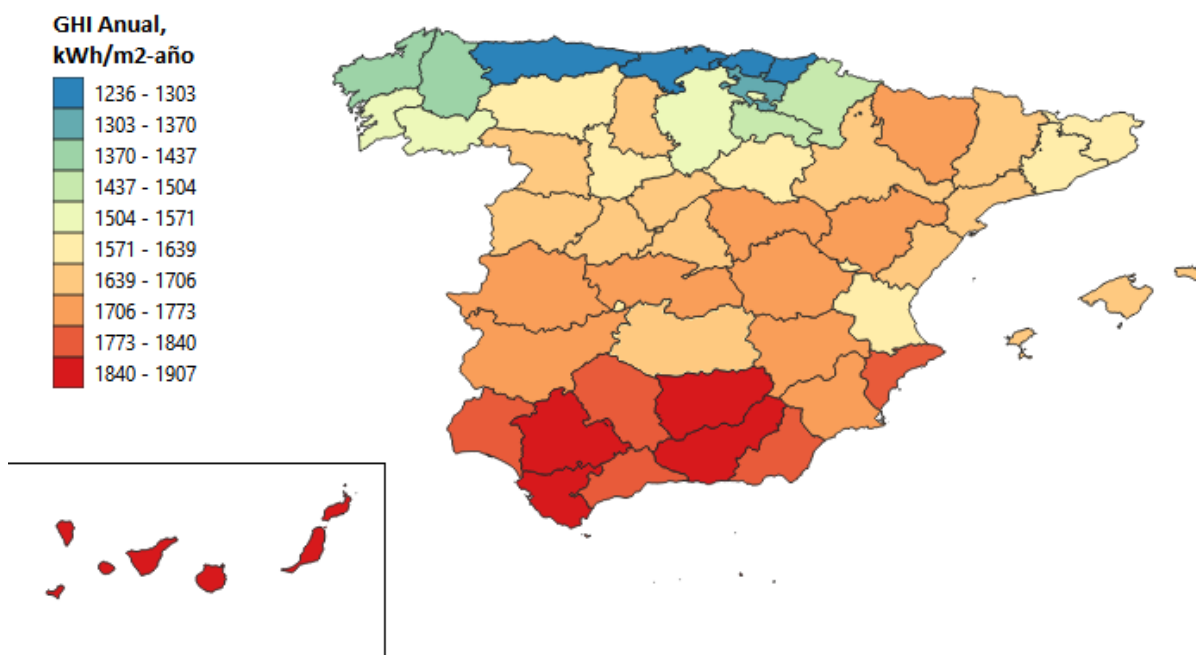 GHI Anual,
kWh/m2-año
1236 - 1303
1303 - 1370
1370 - 1437
1437 - 1504
1504 - 1571
1571 - 1639
1639 - 1706
1706 - 1773
1773 - 1840
1840 - 1907